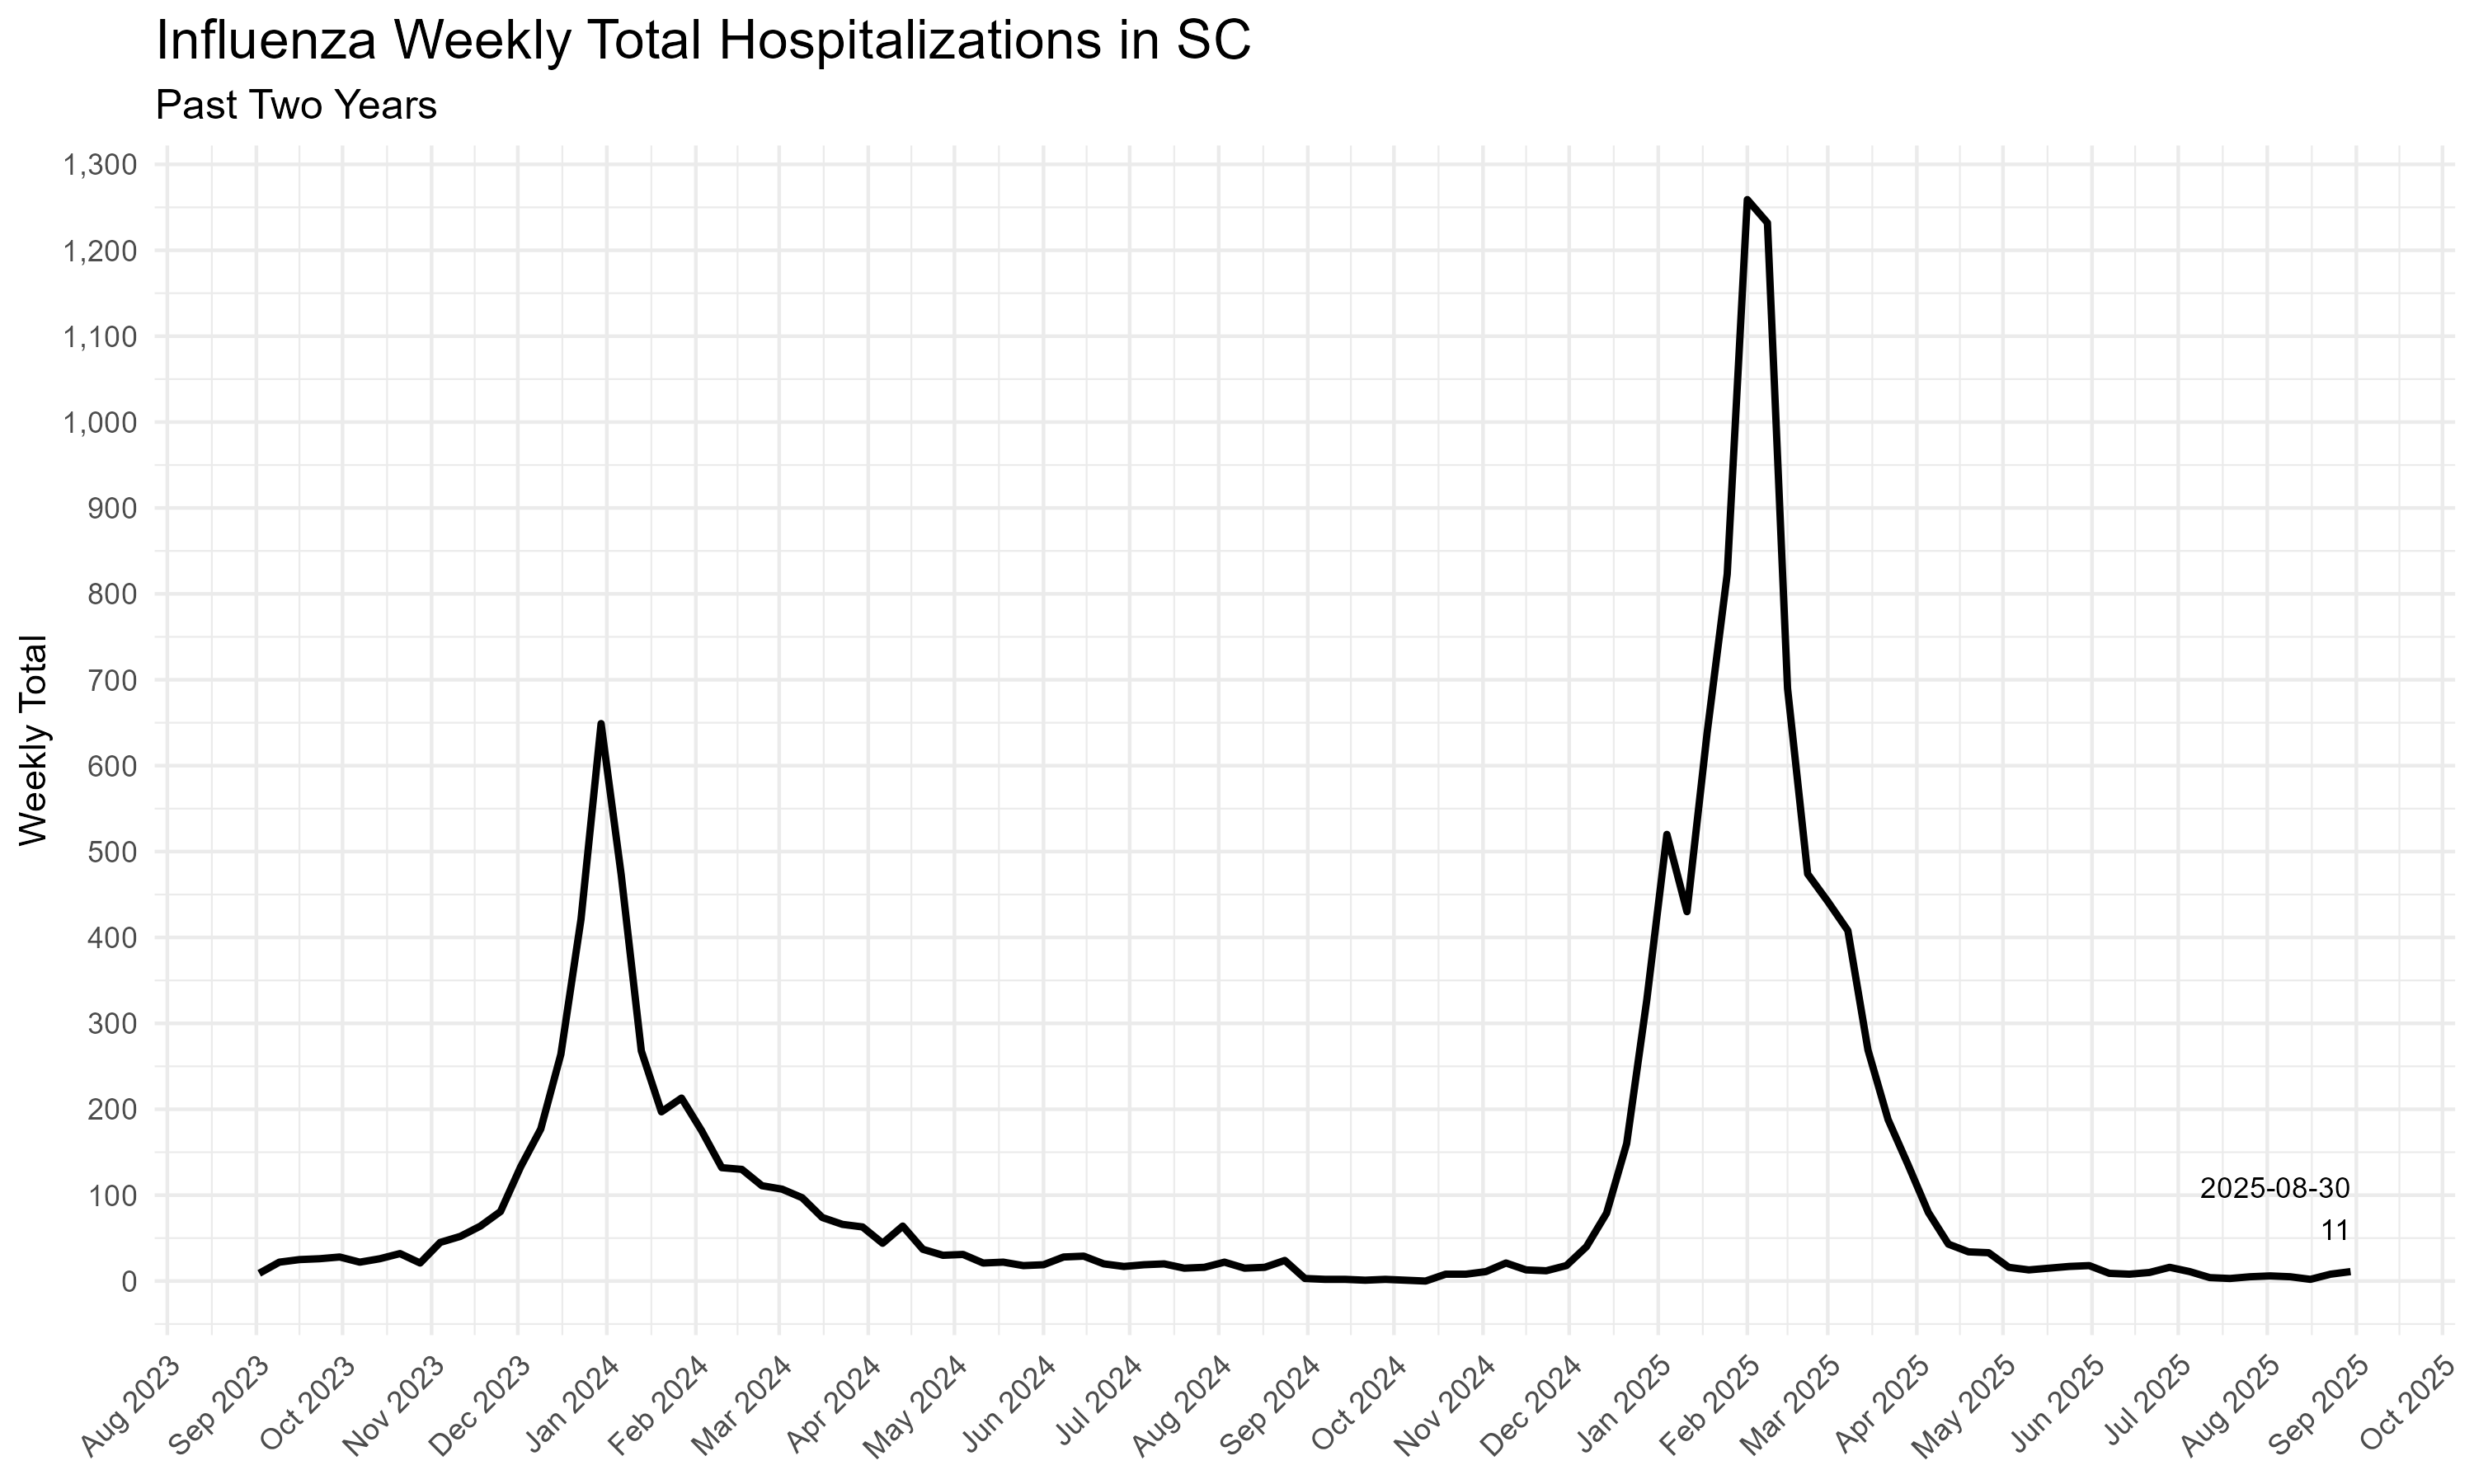 Influenza Weekly Total Hospitalizations in SC
Past Two Years
Weekly Total
1,300
1,200
1,100
1,000
900
800
700
600
500
400
300
200
100
0
2025-08-30
11
Aug 2023
Sep 2023
Oct 2023
Nov 2023
Dec 2023
Jan 2024
Feb 2024
Mar 2024
Apr 2024
May 2024
Jun 2024
Jul 2024
Aug 2024
Sep 2024
Oct 2024
Nov 2024
Dec 2024
Jan 2025
Feb 2025
Mar 2025
Apr 2025
May 2025
Jun 2025
Jul 2025
Aug 2025
Sep 2025
Oct 2025